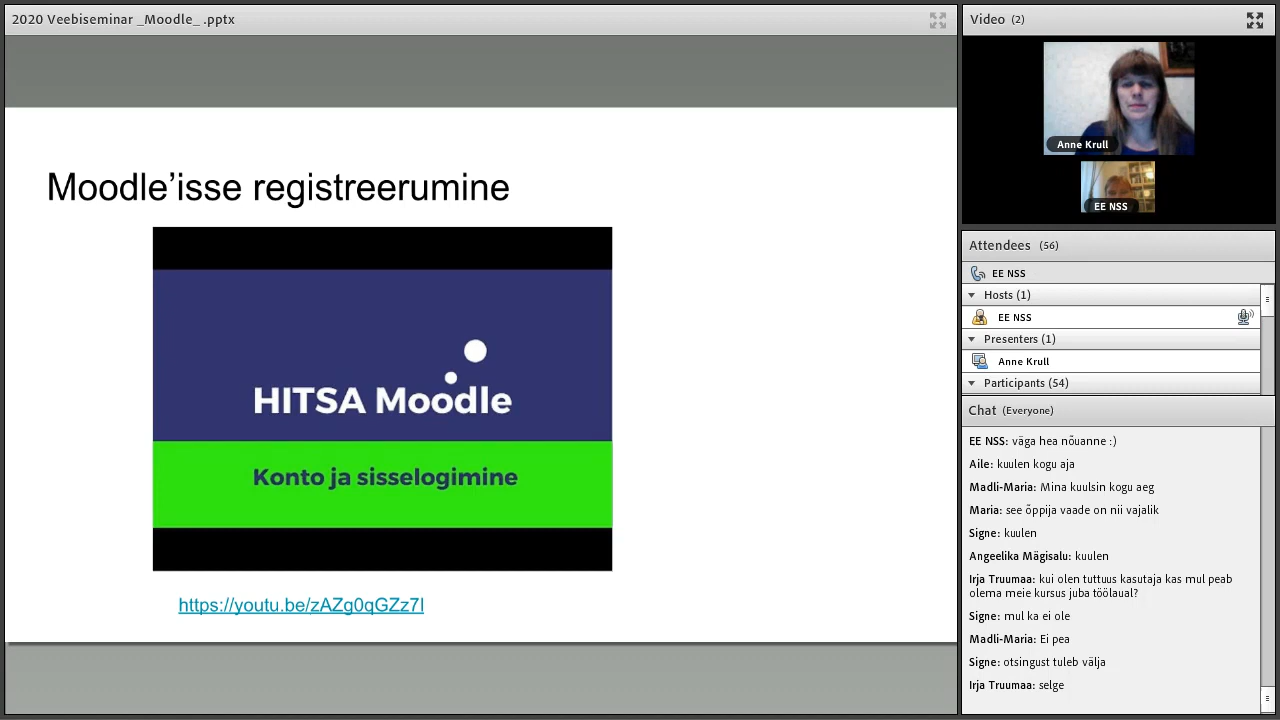 2020 Veebiseminar _Moodle_ .pptx
Moodle’isse registreerumine
HITSA Moodle
Konto ja sisselogimine
https://youtu.be/zAZg0qGZz7I
Video (2)
Anne Krull
EE NSS
Attendees (56)
EE NSS
Hosts (1)
EE NSS
Presenters (1)
Anne Krull
Participants (54)
Chat (Everyone)
EE NSS: väga hea nõuanne :)
Aile: kuulen kogu aja
Madli-Maria: Mina kuulsin kogu aeg
Maria: see õppija vaade on nii vajalik
Signe: kuulen
Angeelika Mägisalu: kuulen
Irja Truumaa: kui olen tuttuus kasutaja kas mul peab
olema meie kursus juba töölaual?
Signe: mul ka ei ole
Madli-Maria: Ei pea
Signe: otsingust tuleb välja
Irja Truumaa: selge